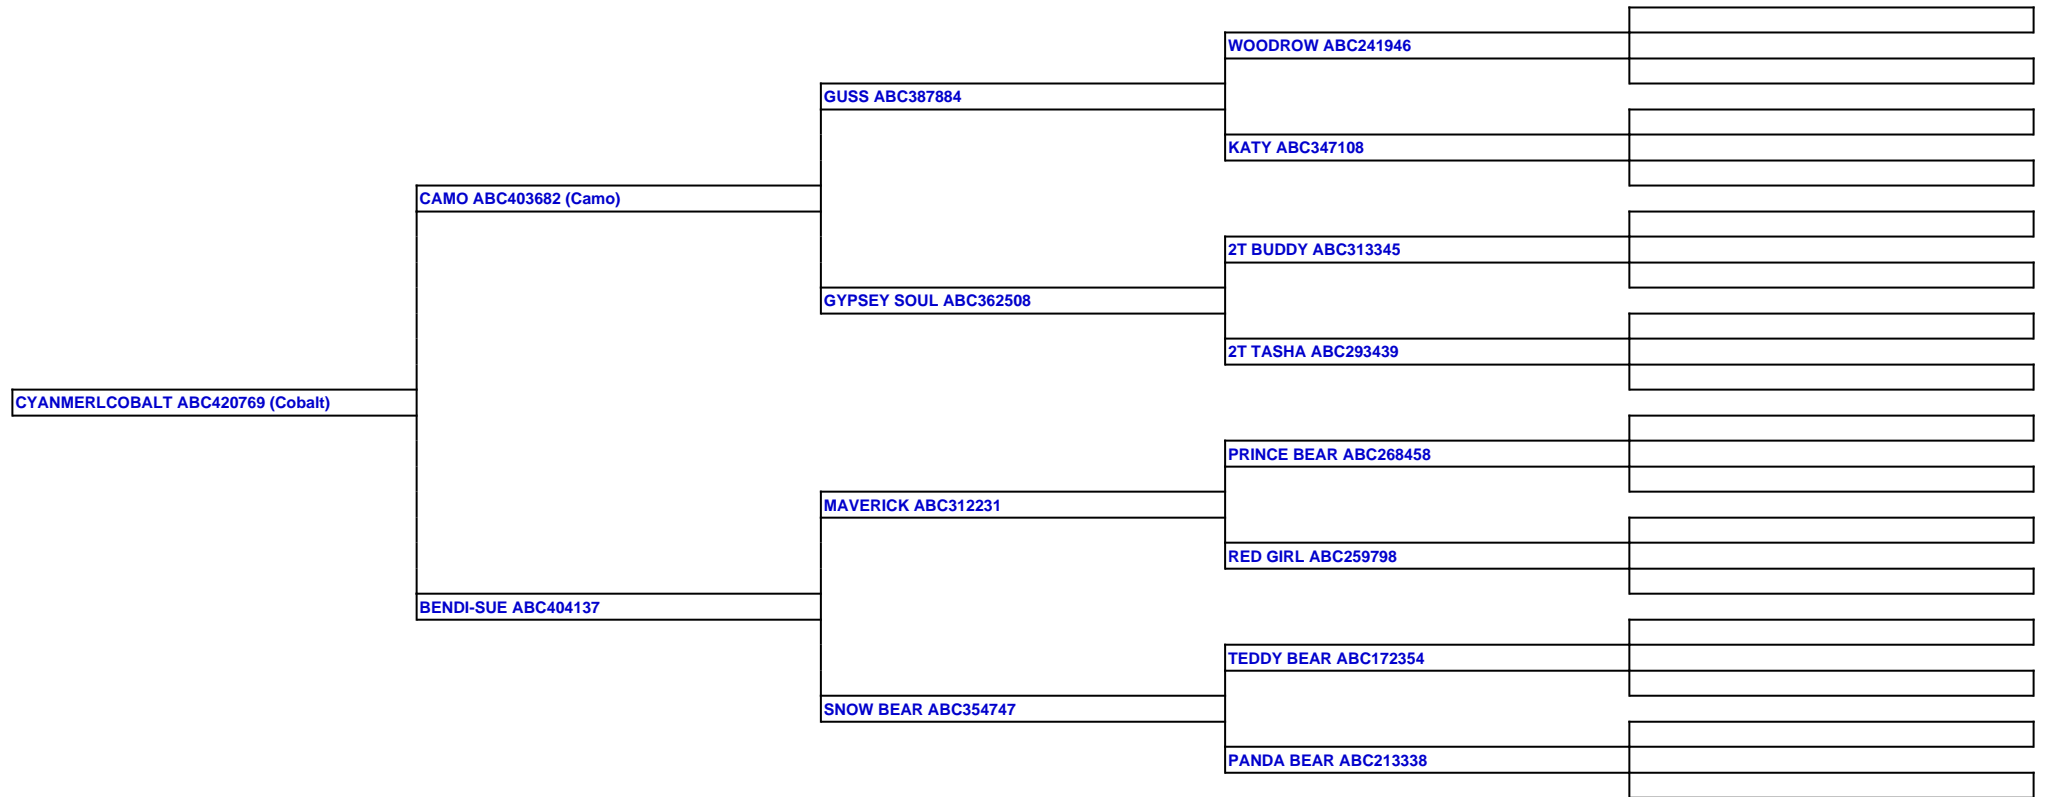 WOODROW ABC241946
GUSS ABC387884
KATY ABC347108
CAMO ABC403682 (Camo)
2T BUDDY ABC313345
GYPSEY SOUL ABC362508
2T TASHA ABC293439
CYANMERLCOBALT ABC420769 (Cobalt)
PRINCE BEAR ABC268458
MAVERICK ABC312231
RED GIRL ABC259798
BENDI-SUE ABC404137
TEDDY BEAR ABC172354
SNOW BEAR ABC354747
PANDA BEAR ABC213338